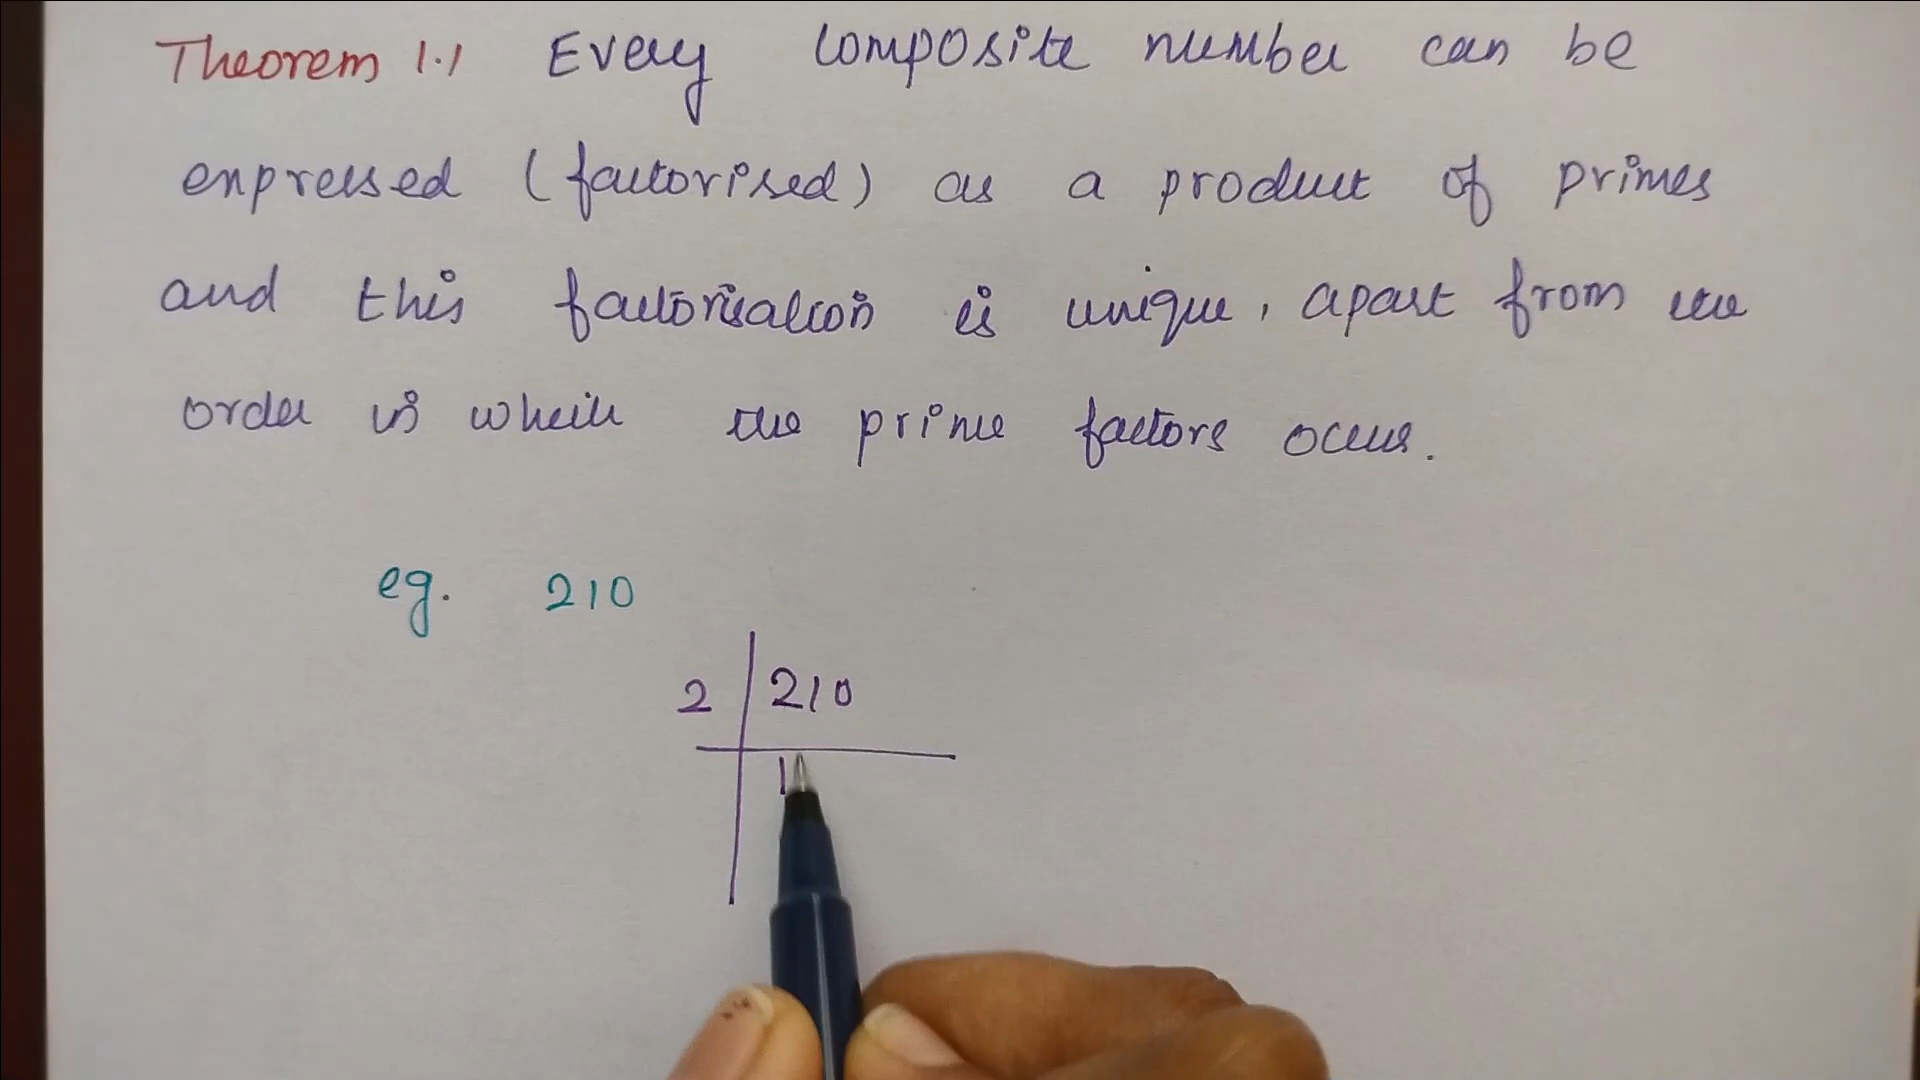 Theorem 1.1 Every composite number can be
expressed (factorised) as a product of primes
and this factorisation is unique, apart from the
order in which the prime factors occur.
eg. 210
2 | 210
1